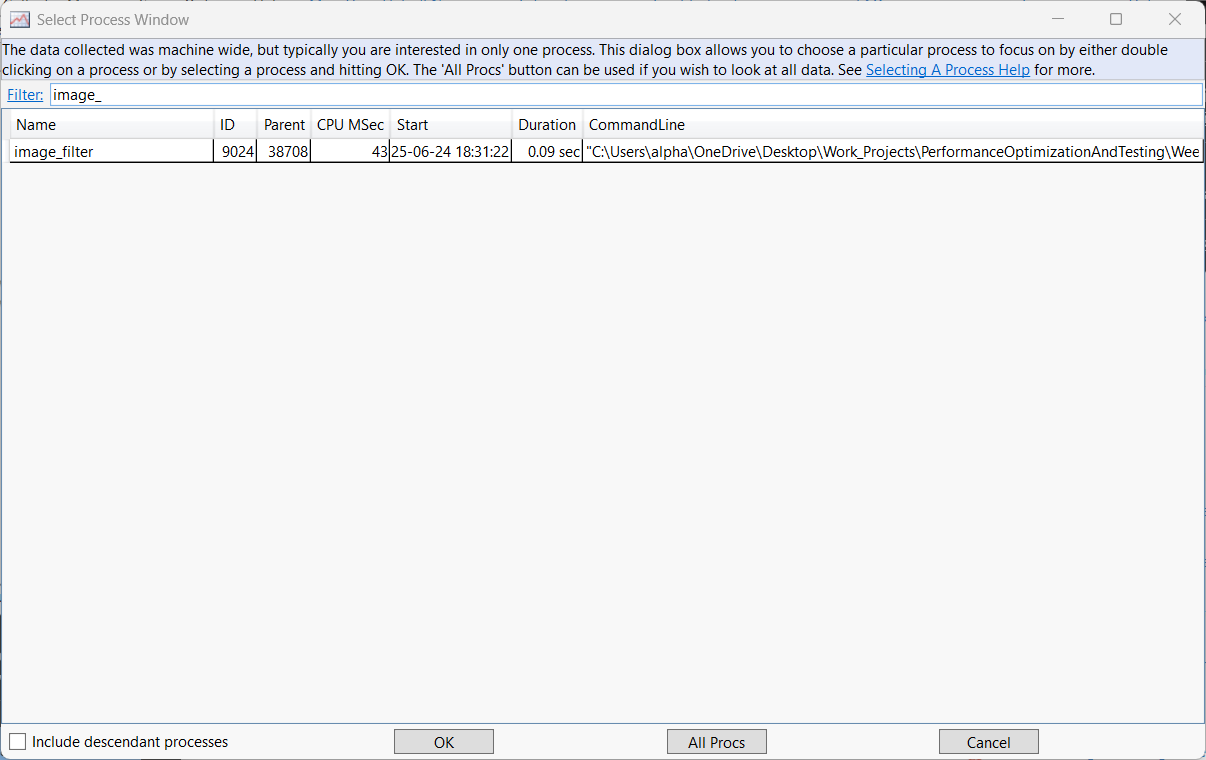 Select Process Window
The data collected was machine wide, but typically you are interested in only one process. This dialog box allows you to choose a particular process to focus on by either double
clicking on a process or by selecting a process and hitting OK. The 'All Procs' button can be used if you wish to look at all data. See Selecting A Process Help for more.
Filter: image_
Name ID Parent CPU MSec Start Duration CommandLine
image_filter 9024 38708 43 25-06-24 18:31:22 0.09 sec "C:\Users\alpha\OneDrive\Desktop\Work_Projects\PerformanceOptimizationAndTesting\Wee
Include descendant processes OK All Procs Cancel